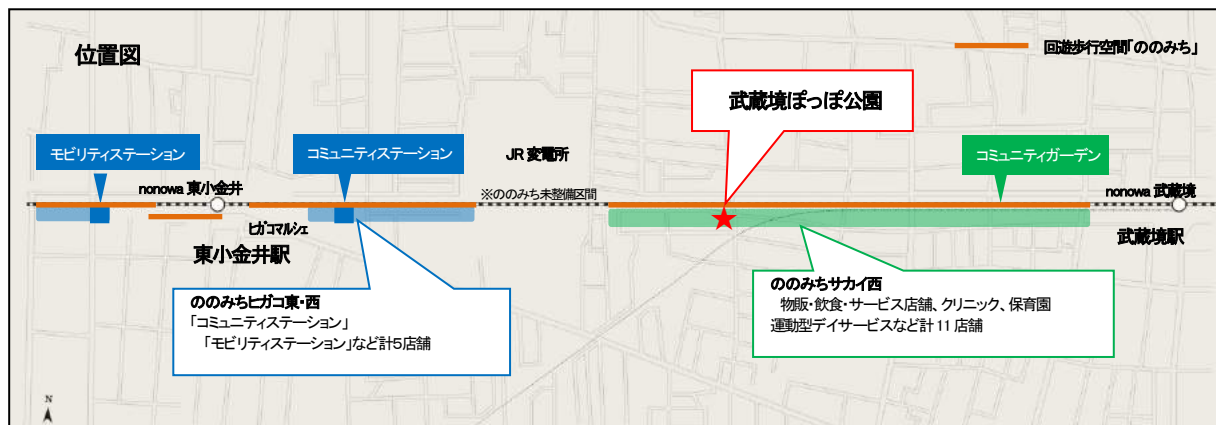 位置図
回遊歩行空間「ののみち」
武蔵境ぽっぽ公園
モビリティステーション
コミュニティステーション
JR 変電所
コミュニティガーデン
nonowa 東小金井
※ののみち未整備区間
nonowa 武蔵境
ヒガコマルシェ
東小金井駅
武蔵境駅
ののみちヒガコ東・西
「コミュニティステーション」
「モビリティステーション」など計5店舗
ののみちサカイ西
物販・飲食・サービス店舗、クリニック、保育園
運動型デイサービスなど計 11 店舗
N